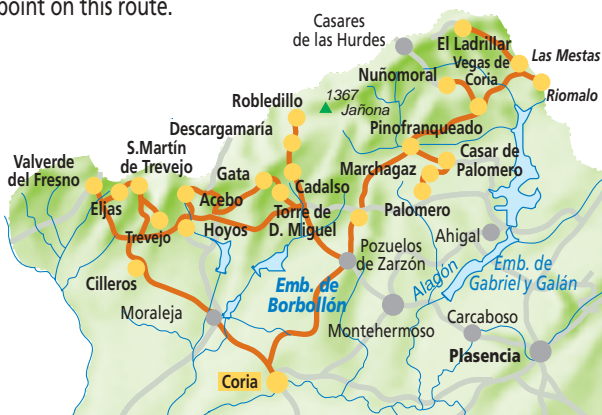 point on this route.
Casares
de las Hurdes
El Ladrillar
Las Mestas
Vegas de
Coria
Nuñomoral
Riomalo
1367
Jañona
Robledillo
Descargamaría
Pinofranqueado
S.Martín
de Trevejo
Casar de
Palomero
Valverde
del Fresno
Gata
Marchagaz
Cadalso
Eljas
Acebo
Torre de
D. Miguel
Palomero
Trevejo
Hoyos
Ahigal
Pozuelos
de Zarzón
Cilleros
Emb. de
Borbollón
Alagón
Emb. de
Gabriel y Galán
Moraleja
Montehermoso
Carcaboso
Plasencia
Coria